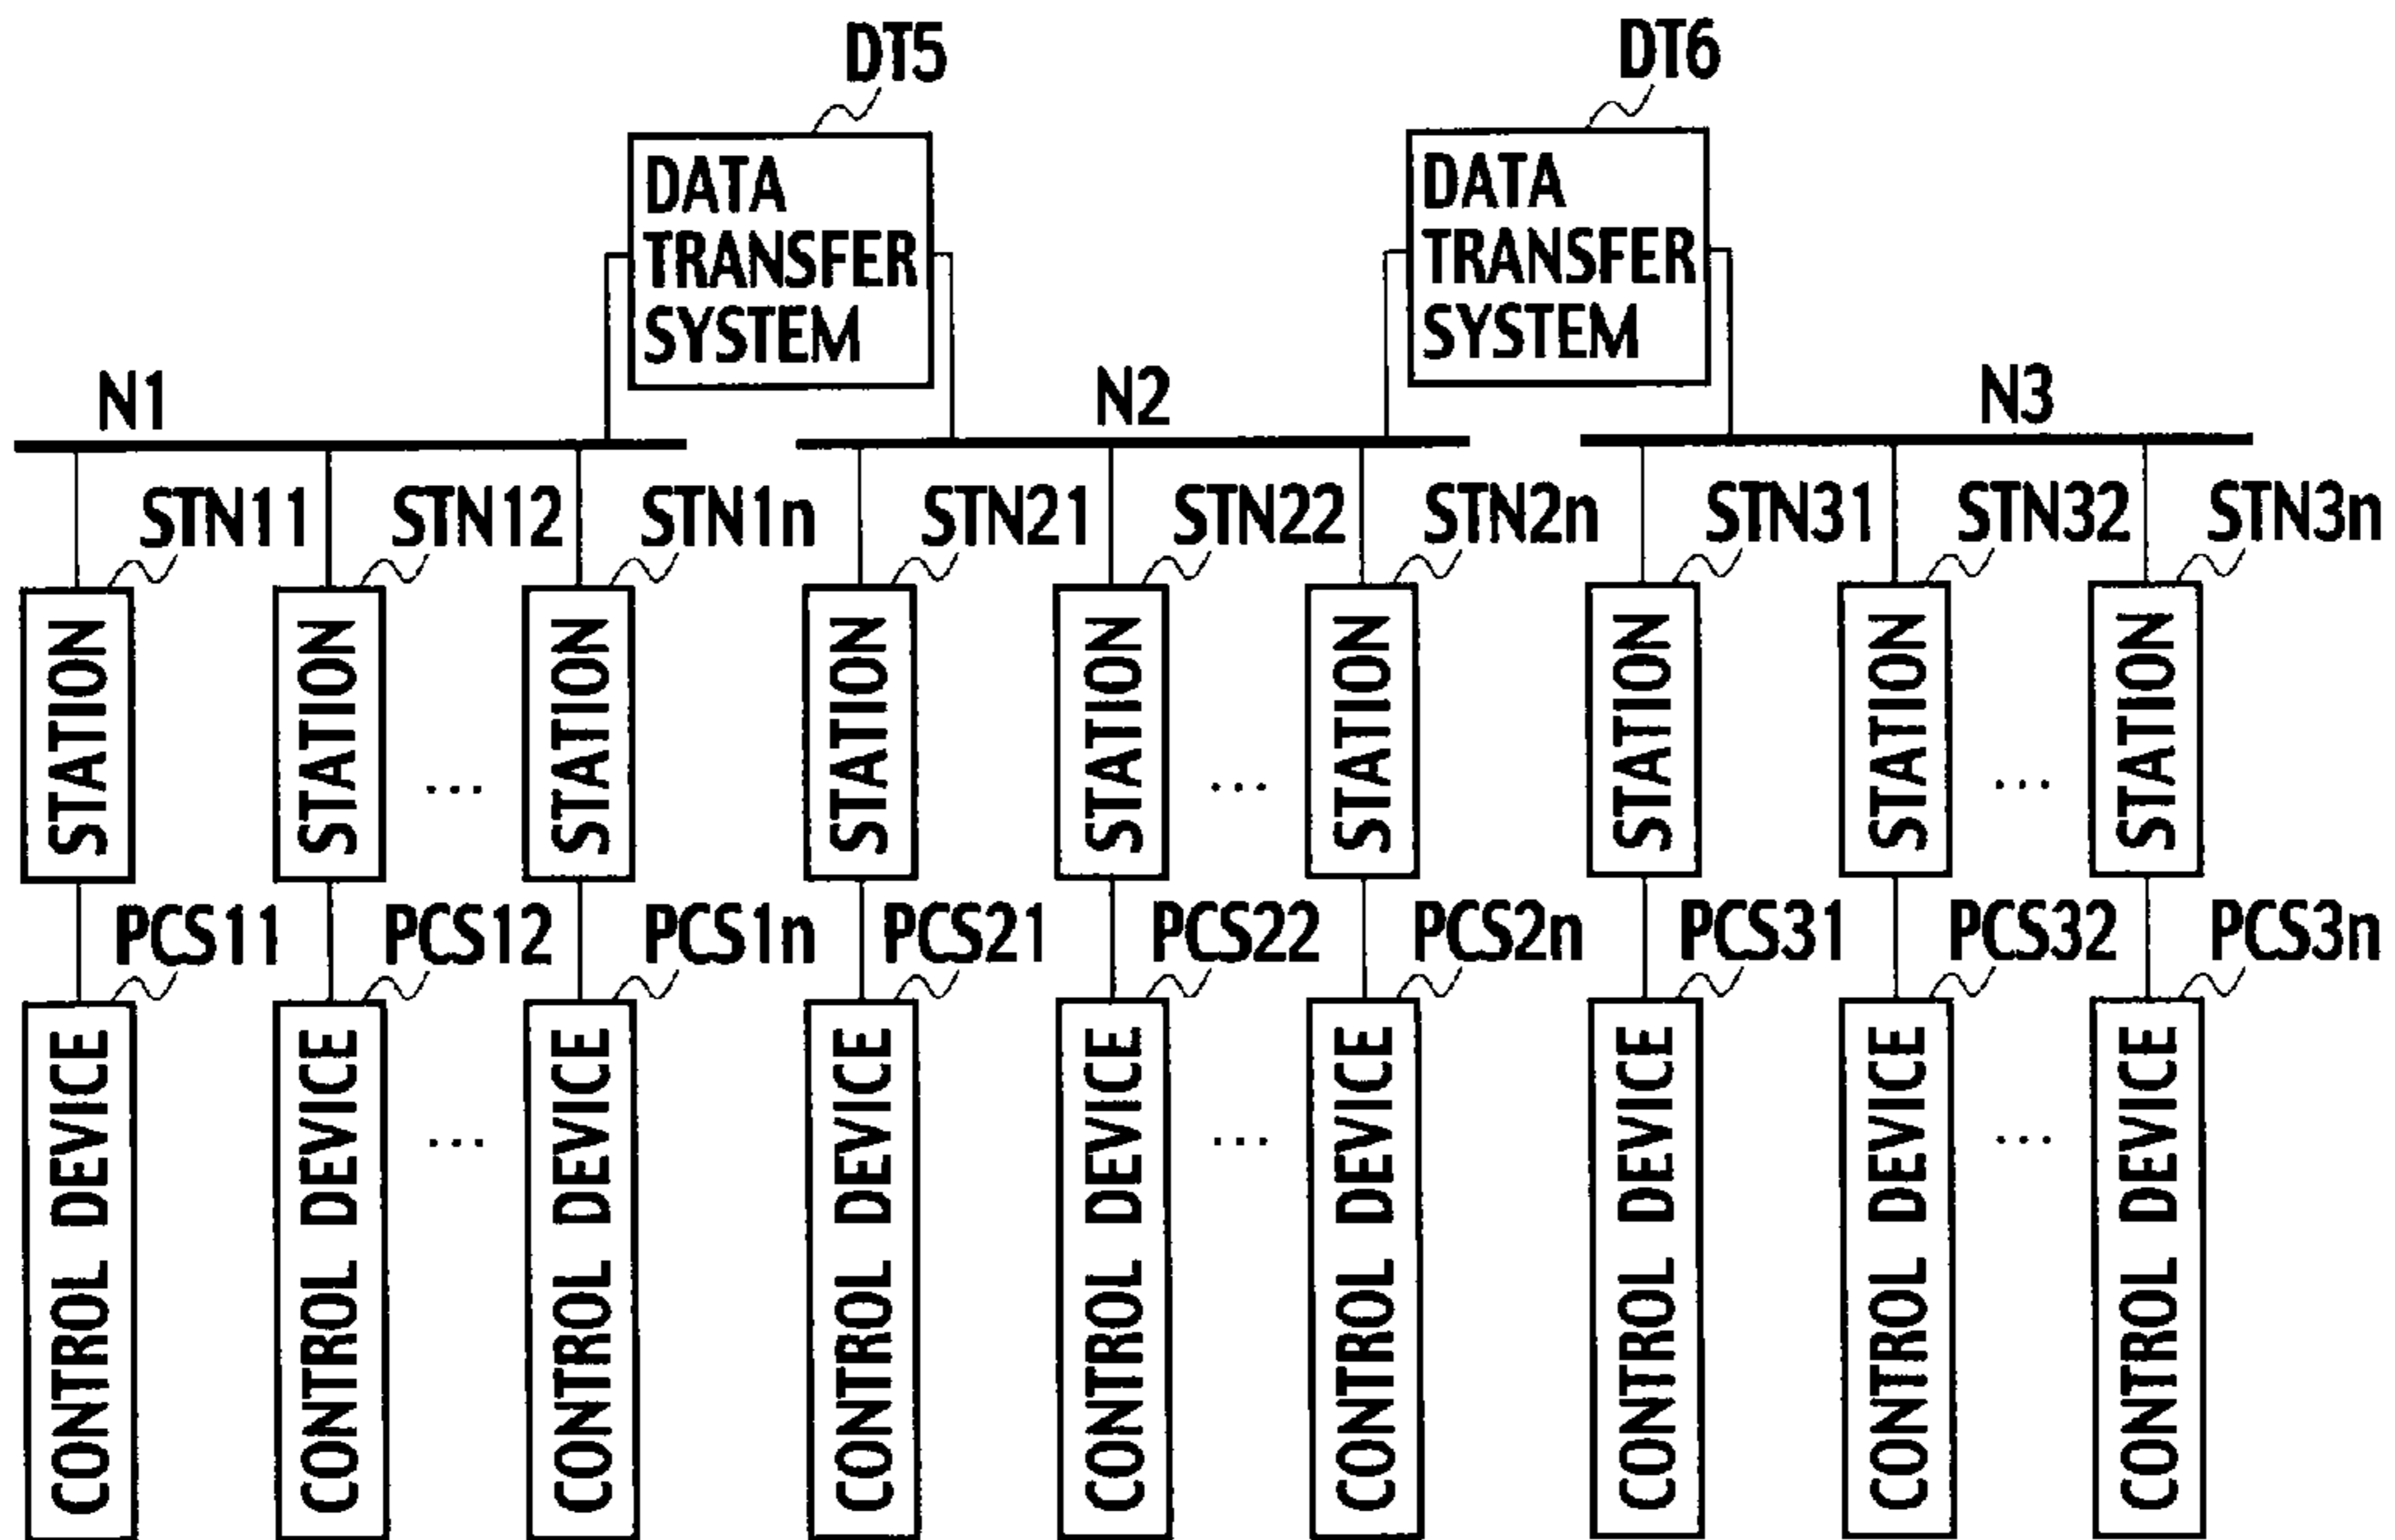 DT5
DT6
DATA
TRANSFER
SYSTEM
DATA
TRANSFER
SYSTEM
N1
N2
N3
STN11
STN12
STN1n
STN21
STN22
STN2n
STN31
STN32
STN3n
STATION
STATION
...
STATION
STATION
STATION
...
STATION
STATION
STATION
...
STATION
PCS11
PCS12
PCS1n
PCS21
PCS22
PCS2n
PCS31
PCS32
PCS3n
CONTROL DEVICE
CONTROL DEVICE
...
CONTROL DEVICE
CONTROL DEVICE
CONTROL DEVICE
...
CONTROL DEVICE
CONTROL DEVICE
CONTROL DEVICE
...
CONTROL DEVICE